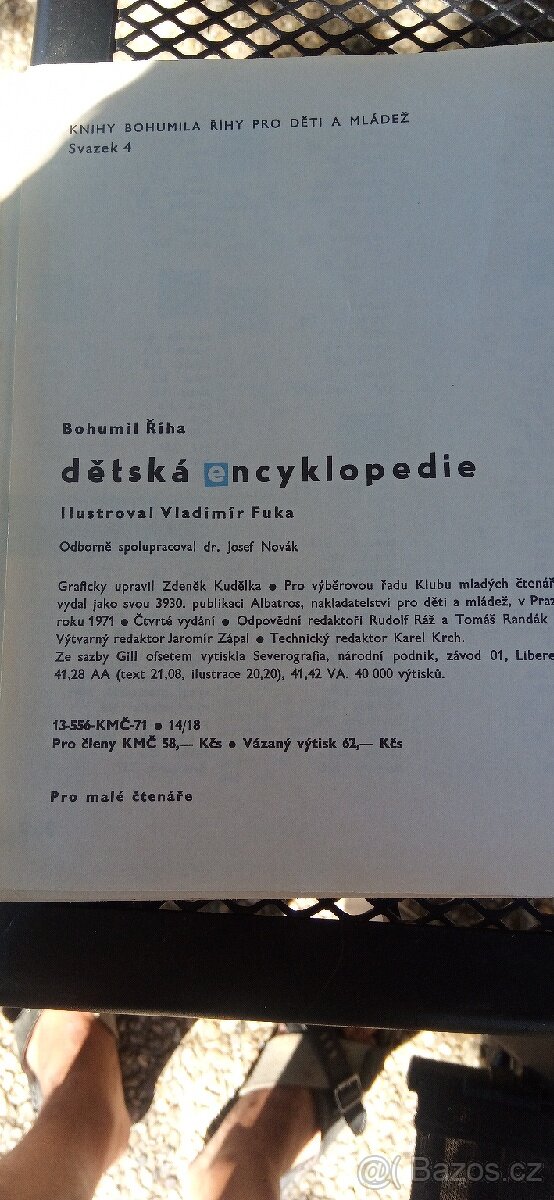 KNIHY BOHUMILA ŘÍHY PRO DĚTI A MLÁDEŽ
Svazek 4
Bohumil Říha
dětská encyklopedie
Ilustroval Vladimír Fuka
Odborně spolupracoval dr. Josef Novák
Graficky upravil Zdeněk Kudělka • Pro výběrovou řadu Klubu mladých čtenář
vydal jako svou 3930. publikaci Albatros, nakladatelství pro děti a mládež, v Praz
roku 1971 • Čtvrté vydání • Odpovědní redaktoři Rudolf Ráž a Tomáš Randák
Výtvarný redaktor Jaromír Zápal • Technický redaktor Karel Krch.
Ze sazby Gill ofsetem vytiskla Severografia, národní podnik, závod 01, Libere
41,28 AA (text 21,08, ilustrace 20,20), 41,42 VA. 40 000 výtisků.
13-556-KMČ-71 • 14/18
Pro členy KMČ 58,— Kčs • Vázaný výtisk 62,— Kčs
Pro malé čtenáře
Bazos.cz